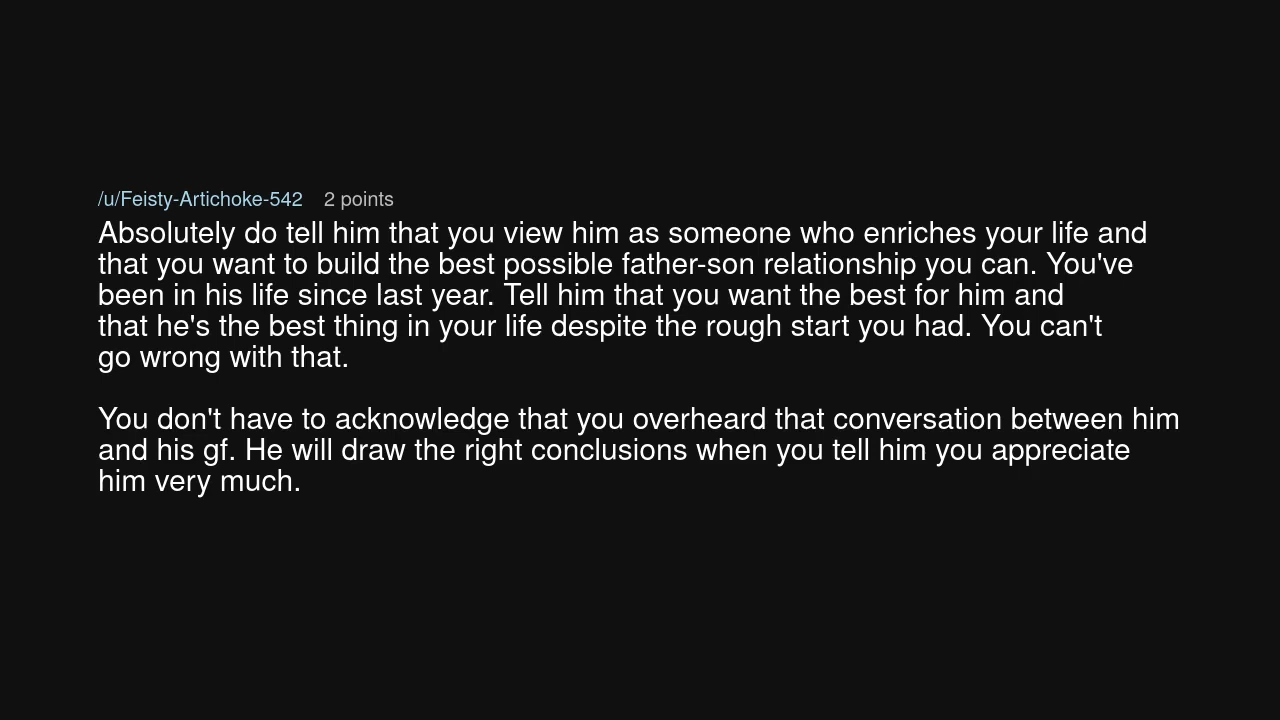 /u/Feisty-Artichoke-542 2 points
Absolutely do tell him that you view him as someone who enriches your life and
that you want to build the best possible father-son relationship you can. You've
been in his life since last year. Tell him that you want the best for him and
that he's the best thing in your life despite the rough start you had. You can't
go wrong with that.
You don't have to acknowledge that you overheard that conversation between him
and his gf. He will draw the right conclusions when you tell him you appreciate
him very much.